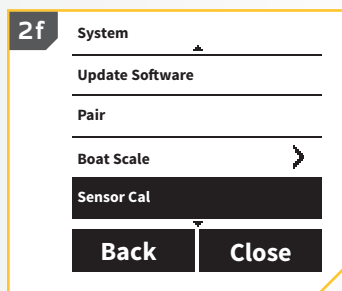 2f
System
Update Software
Pair
Boat Scale
Sensor Cal
Back Close